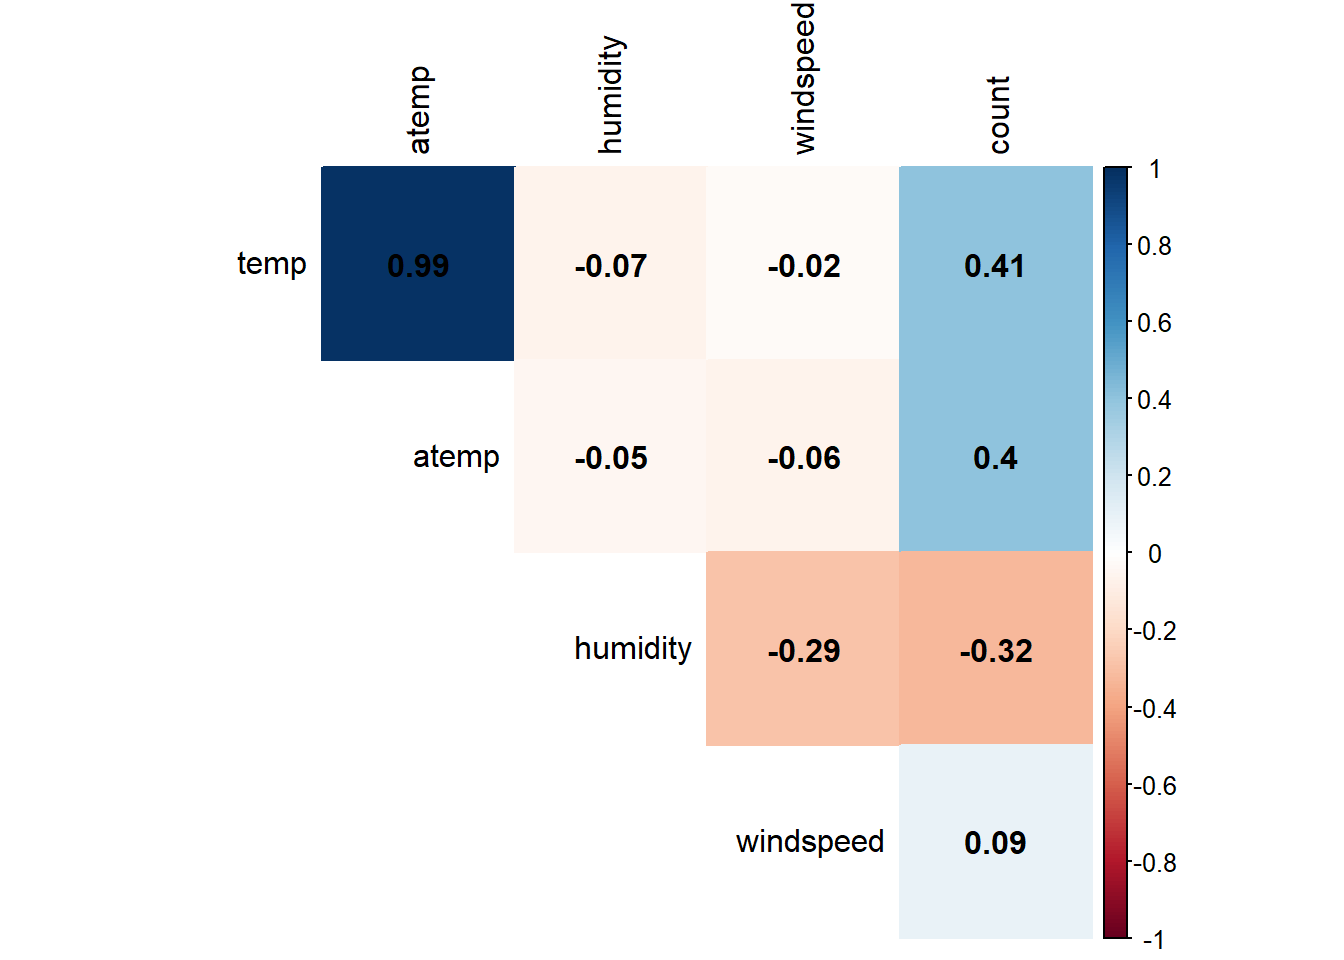 atemp
humidity
windspeed
count
temp 0.99 -0.07 -0.02 0.41
atemp -0.05 -0.06 0.4
humidity -0.29 -0.32
windspeed 0.09
1
0.8
0.6
0.4
0.2
0
-0.2
-0.4
-0.6
-0.8
-1